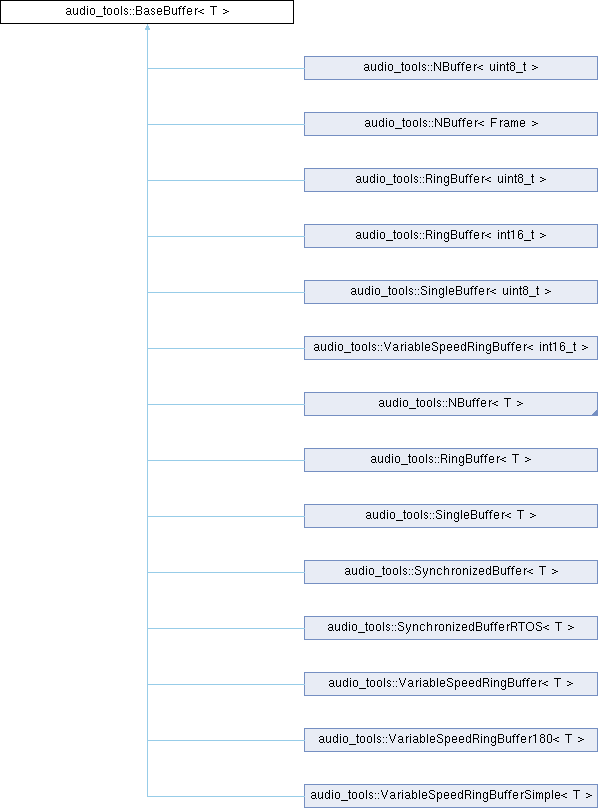 audio_tools::BaseBuffer< T >
audio_tools::NBuffer< uint8_t >
audio_tools::NBuffer< Frame >
audio_tools::RingBuffer< uint8_t >
audio_tools::RingBuffer< int16_t >
audio_tools::SingleBuffer< uint8_t >
audio_tools::VariableSpeedRingBuffer< int16_t >
audio_tools::NBuffer< T >
audio_tools::RingBuffer< T >
audio_tools::SingleBuffer< T >
audio_tools::SynchronizedBuffer< T >
audio_tools::SynchronizedBufferRTOS< T >
audio_tools::VariableSpeedRingBuffer< T >
audio_tools::VariableSpeedRingBuffer180< T >
audio_tools::VariableSpeedRingBufferSimple< T >